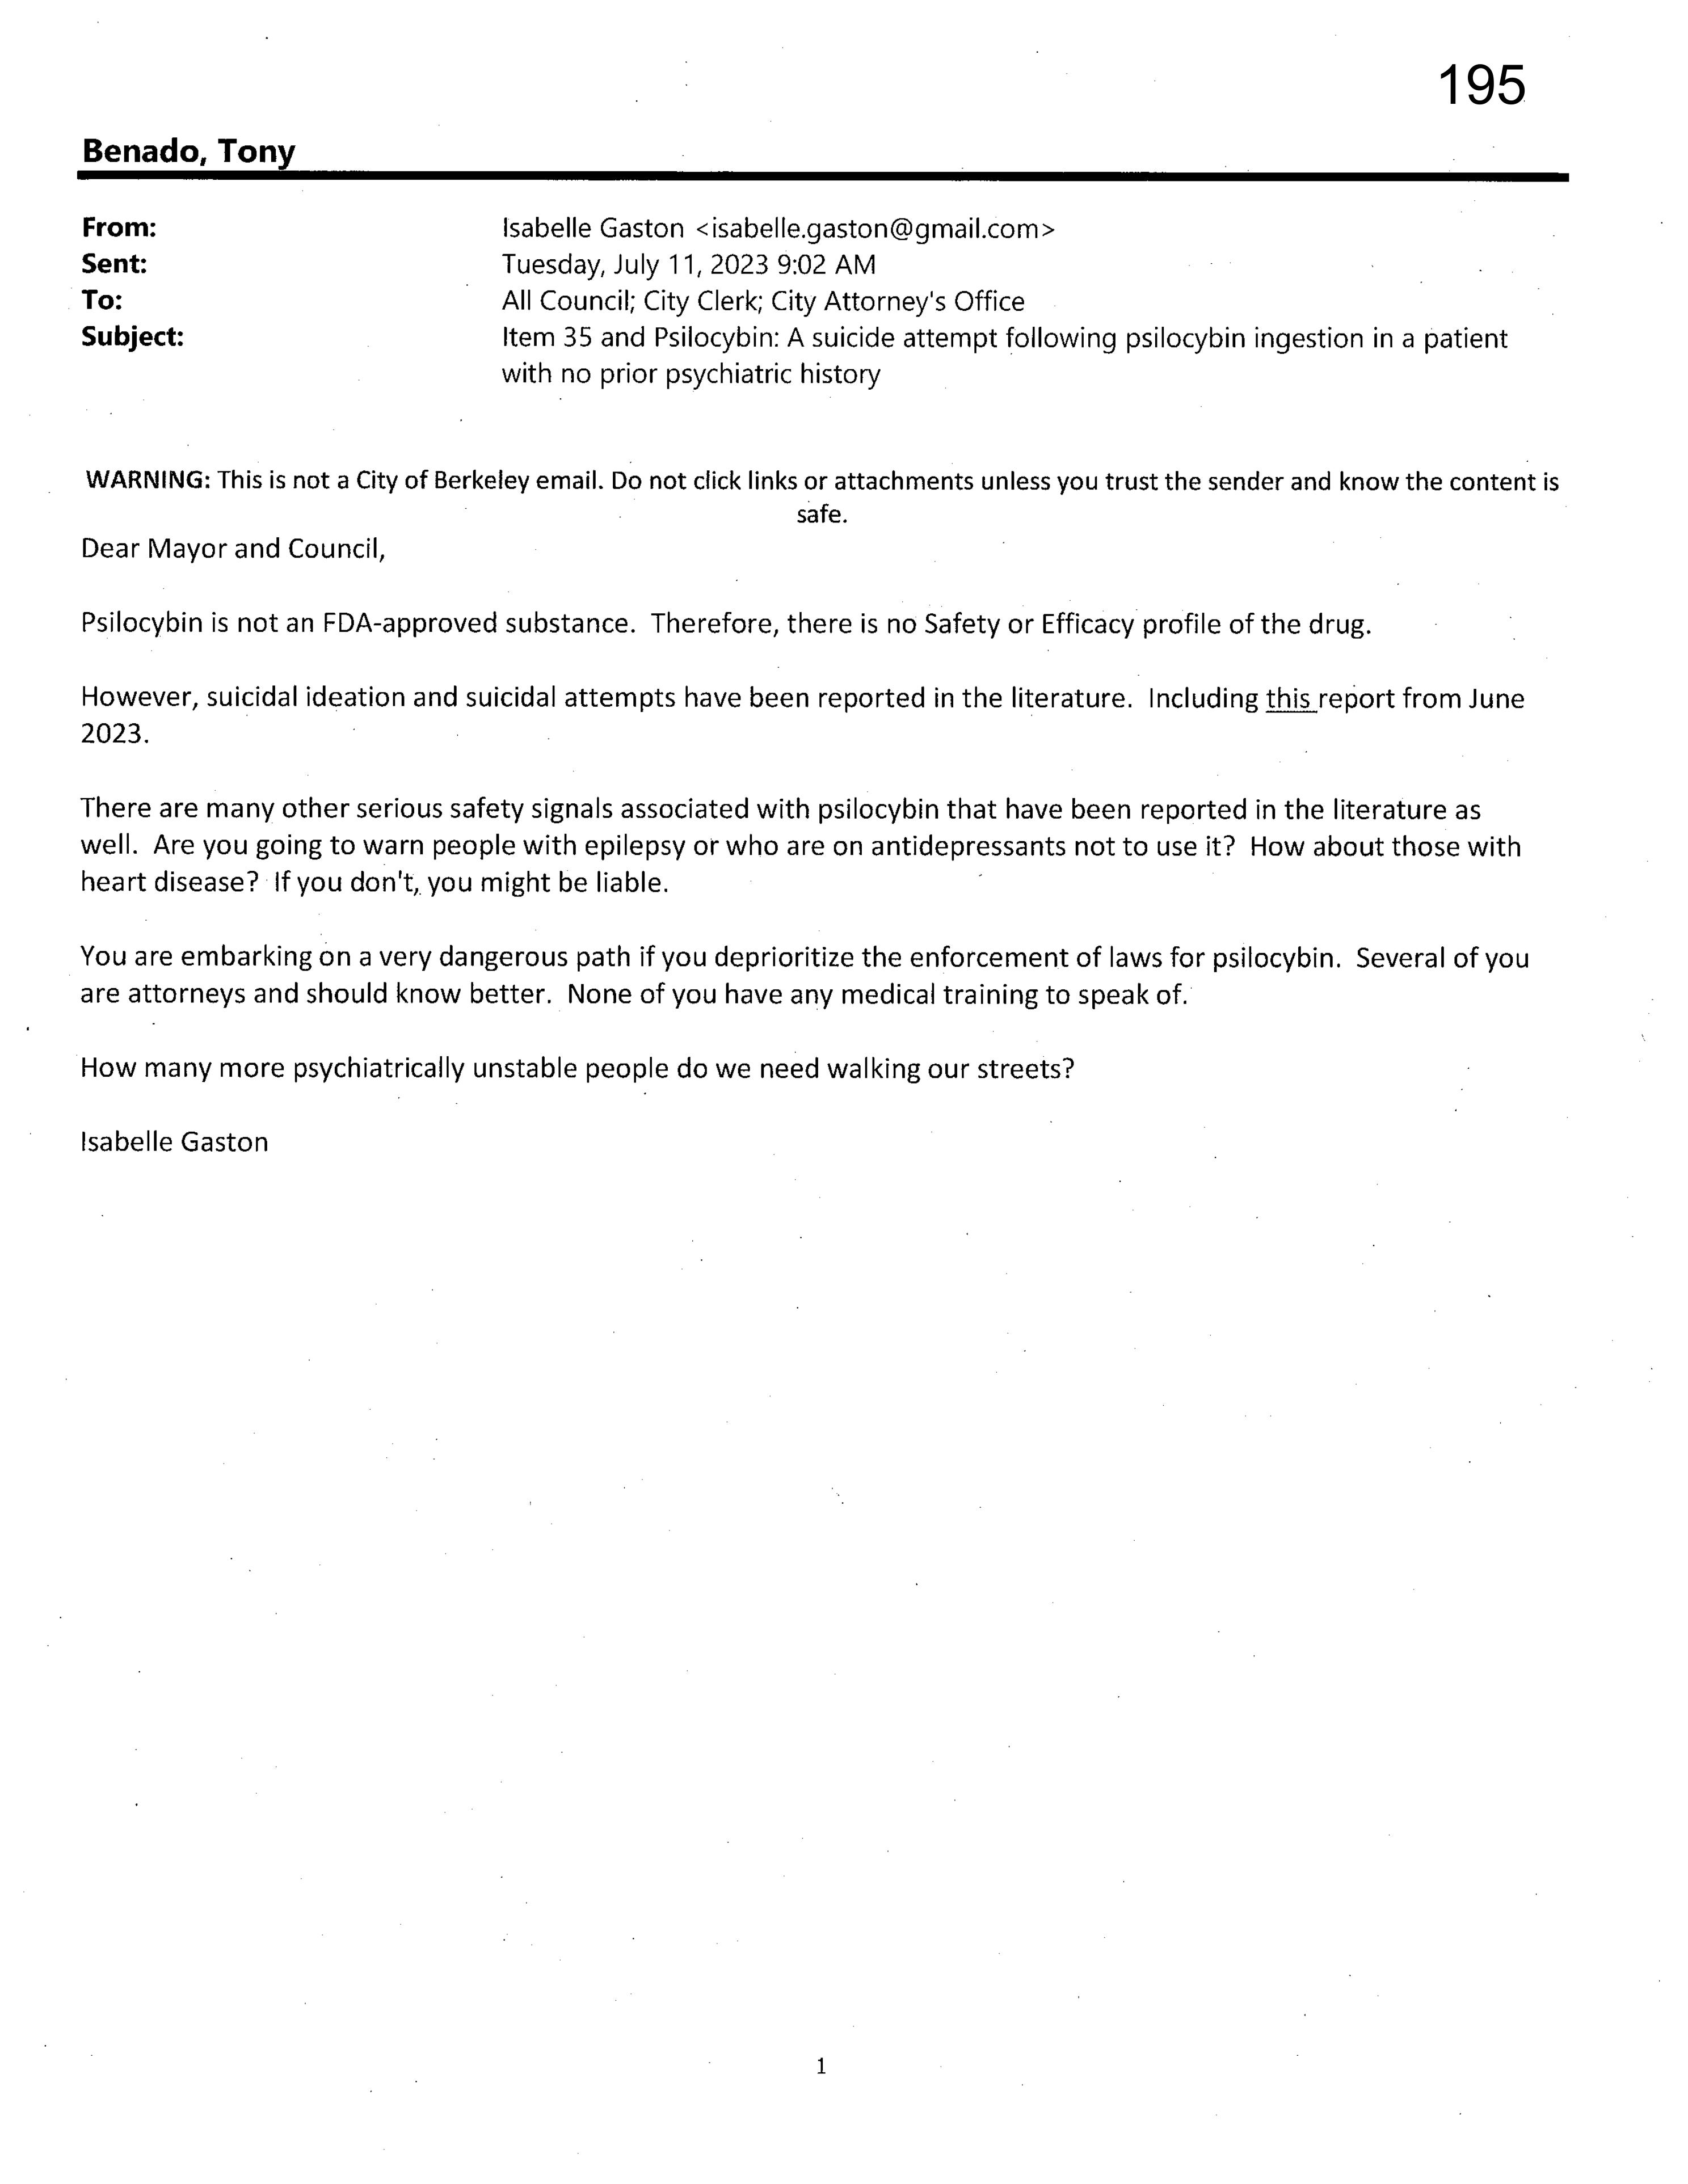 195
Benado, Tony
From: Isabelle Gaston <isabelle.gaston@gmail.com>
Sent: Tuesday, July 11, 2023 9:02 AM
To: All Council; City Clerk; City Attorney's Office
Subject: Item 35 and Psilocybin: A suicide attempt following psilocybin ingestion in a patient
with no prior psychiatric history
WARNING: This is not a City of Berkeley email. Do not click links or attachments unless you trust the sender and know the content is
safe.
Dear Mayor and Council,
Psilocybin is not an FDA-approved substance.  Therefore, there is no Safety or Efficacy profile of the drug.
However, suicidal ideation and suicidal attempts have been reported in the literature.  Including this report from June
2023.
There are many other serious safety signals associated with psilocybin that have been reported in the literature as
well.  Are you going to warn people with epilepsy or who are on antidepressants not to use it?  How about those with
heart disease?  If you don't, you might be liable.
You are embarking on a very dangerous path if you deprioritize the enforcement of laws for psilocybin.  Several of you
are attorneys and should know better.  None of you have any medical training to speak of.
How many more psychiatrically unstable people do we need walking our streets?
Isabelle Gaston
1